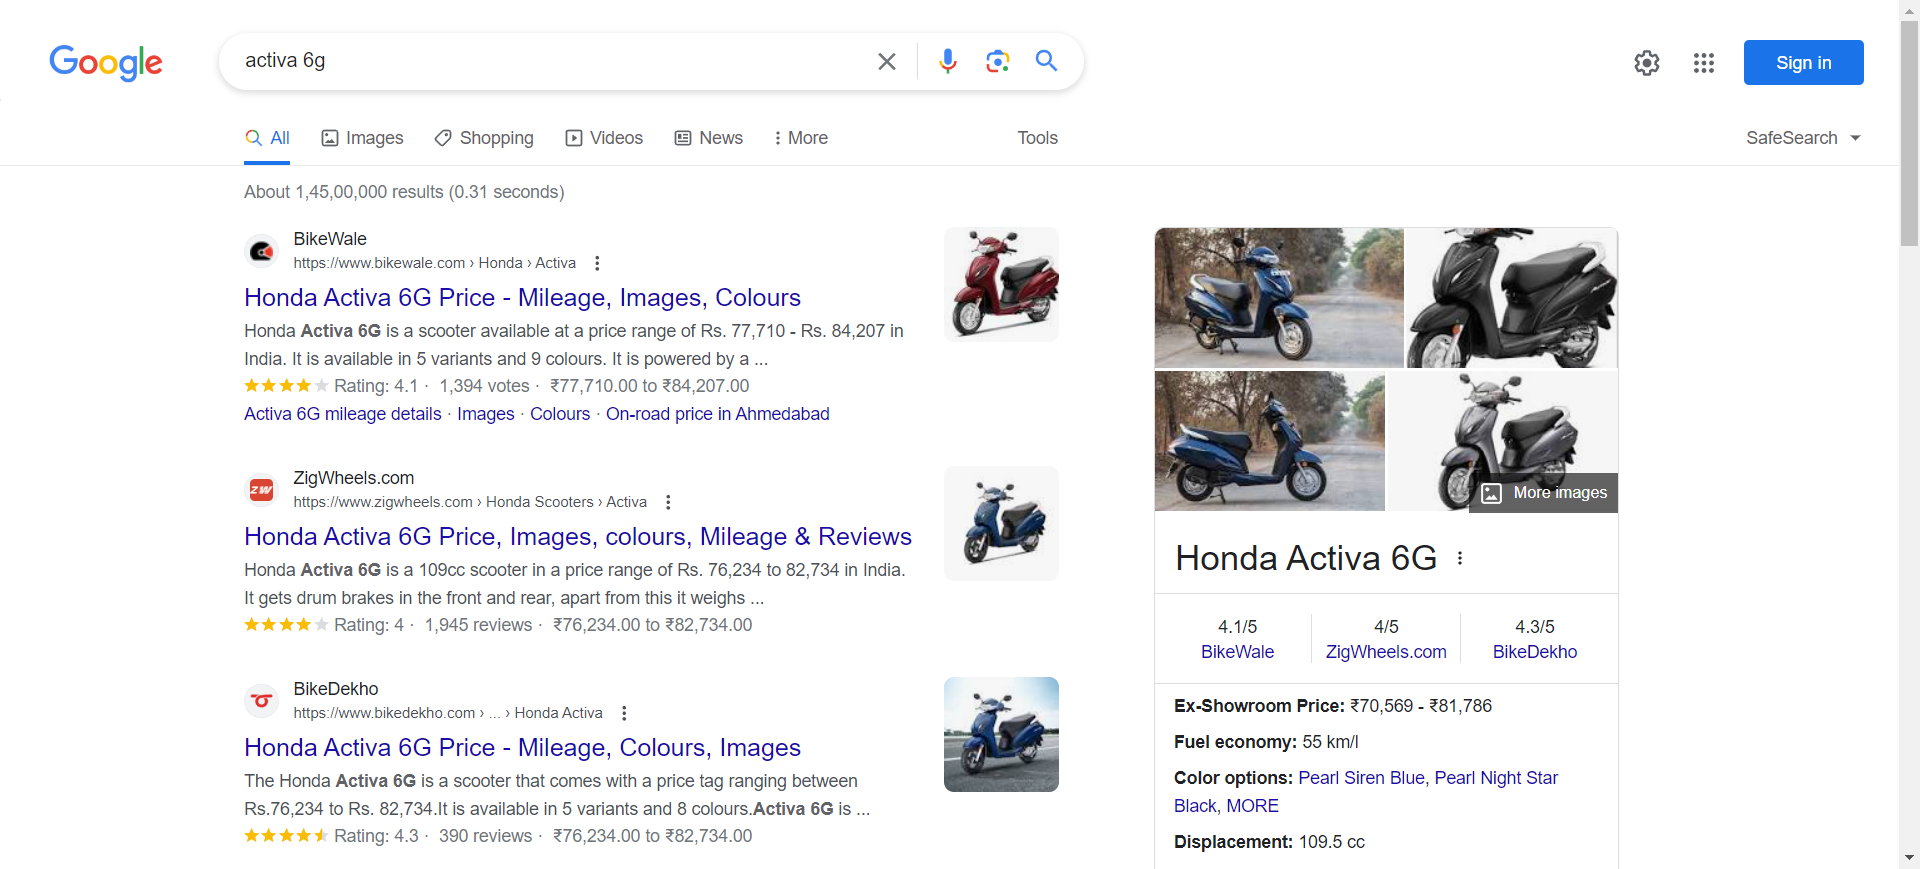 Google
activa 6g
Sign in
All
Images
Shopping
Videos
News
More
Tools
SafeSearch
About 1,45,00,000 results (0.31 seconds)
BikeWale
https://www.bikewale.com › Honda › Activa
Honda Activa 6G Price - Mileage, Images, Colours
Honda Activa 6G is a scooter available at a price range of Rs. 77,710 - Rs. 84,207 in
India. It is available in 5 variants and 9 colours. It is powered by a ...
Rating: 4.1 · 1,394 votes · ₹77,710.00 to ₹84,207.00
Activa 6G mileage details · Images · Colours · On-road price in Ahmedabad
ZW
ZigWheels.com
https://www.zigwheels.com › Honda Scooters › Activa
Honda Activa 6G Price, Images, colours, Mileage & Reviews
Honda Activa 6G is a 109cc scooter in a price range of Rs. 76,234 to 82,734 in India.
It gets drum brakes in the front and rear, apart from this it weighs ...
Rating: 4 · 1,945 reviews · ₹76,234.00 to ₹82,734.00
BikeDekho
https://www.bikedekho.com › ... › Honda Activa
Honda Activa 6G Price - Mileage, Colours, Images
The Honda Activa 6G is a scooter that comes with a price tag ranging between
Rs.76,234 to Rs. 82,734.It is available in 5 variants and 8 colours.Activa 6G is ...
Rating: 4.3 · 390 reviews · ₹76,234.00 to ₹82,734.00
More images
Honda Activa 6G
4.1/5
BikeWale
4/5
ZigWheels.com
4.3/5
BikeDekho
Ex-Showroom Price: ₹70,569 - ₹81,786
Fuel economy: 55 km/l
Color options: Pearl Siren Blue, Pearl Night Star
Black, MORE
Displacement: 109.5 cc